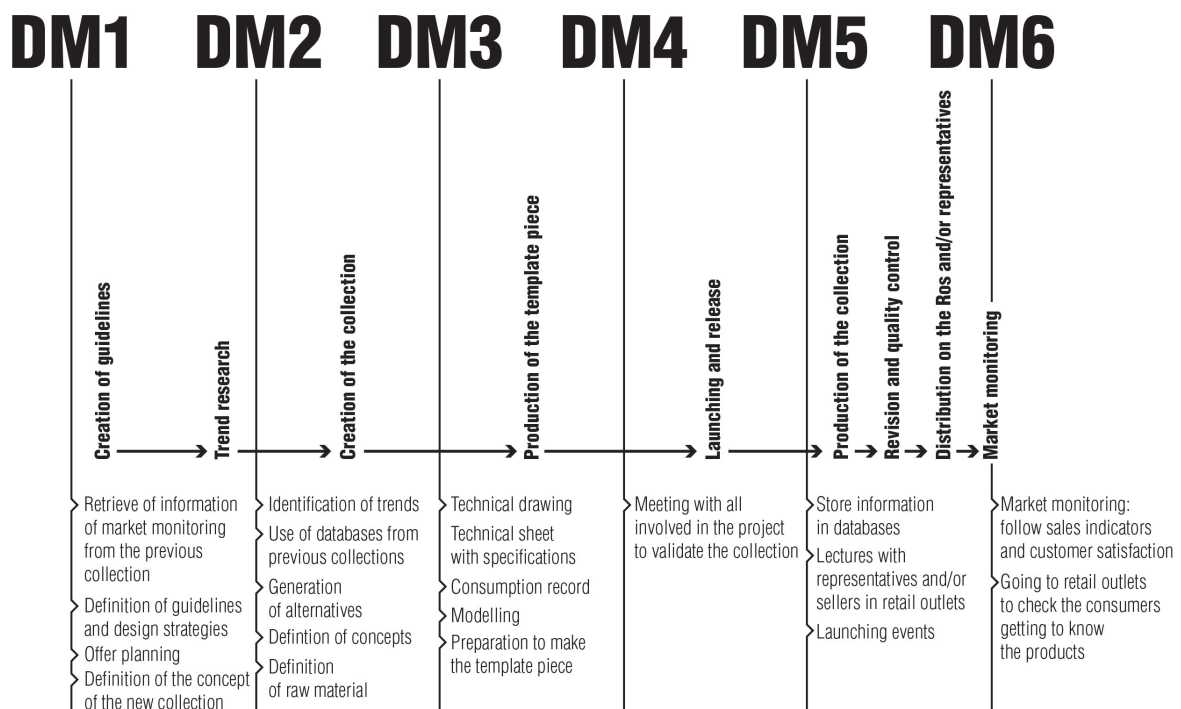 DM1
DM2
DM3
DM4
DM5
DM6
Creation of guidelines
Trend research
Creation of the collection
Production of the template piece
Launching and release
Production of the collection
Revision and quality control
Distribution on the Ros and/or representatives
Market monitoring
Retrieve of information
of market monitoring
from the previous
collection
Definition of guidelines
and design strategies
Offer planning
Definition of the concept
of the new collection
Identification of trends
Use of databases from
previous collections
Generation
of alternatives
Defintion of concepts
Definition
of raw material
Technical drawing
Technical sheet
with specifications
Consumption record
Modelling
Preparation to make
the template piece
Meeting with all
involved in the project
to validate the collection
Store information
in databases
Lectures with
representatives and/or
sellers in retail outlets
Launching events
Market monitoring:
follow sales indicators
and customer satisfaction
Going to retail outlets
to check the consumers
getting to know
the products